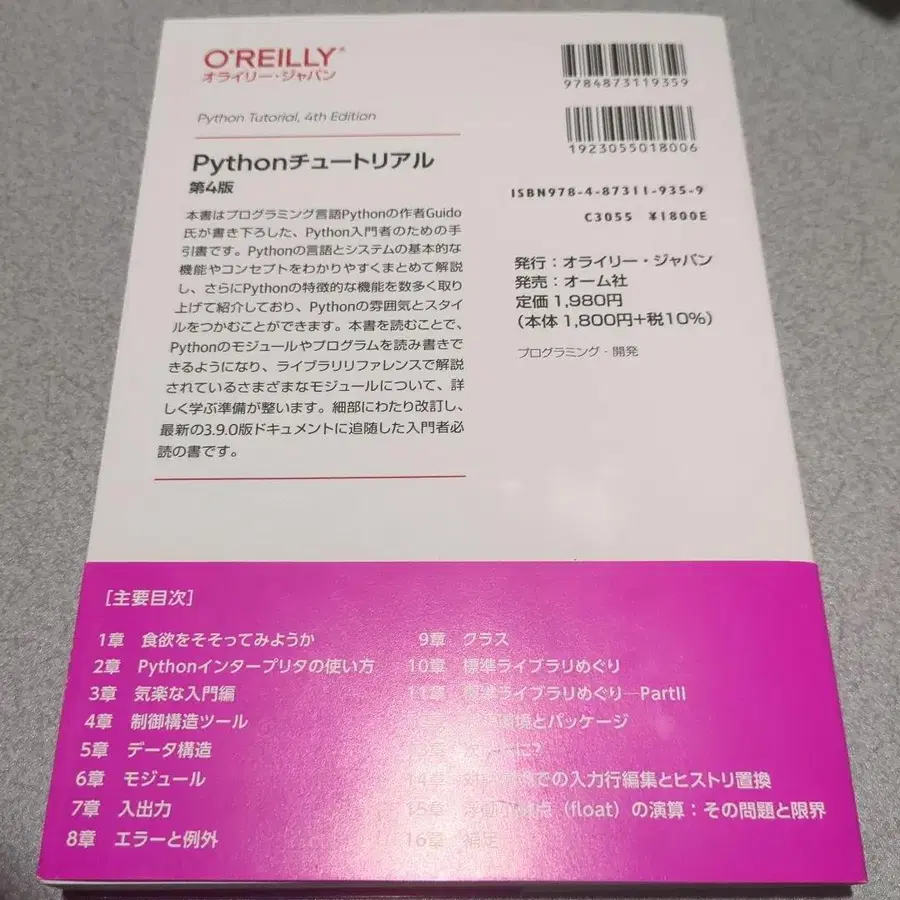 O'REILLY®
オライリー・ジャパン
Python Tutorial, 4th Edition
Pythonチュートリアル
第4版
本書はプログラミング言語Pythonの作者Guido
氏が書き下ろした、Python入門者のための手
引書です。Pythonの言語とシステムの基本的な
機能やコンセプトをわかりやすくまとめて解説
し、さらにPythonの特徴的な機能を数多く取り
上げて紹介しており、Pythonの雰囲気とスタイ
ルをつかむことができます。本書を読むことで、
Pythonのモジュールやプログラムを読み書きで
きるようになり、ライブラリリファレンスで解説
されているさまざまなモジュールについて、詳
しく学ぶ準備が整います。細部にわたり改訂し、
最新の3.9.0版ドキュメントに追随した入門者必
読の書です。
9784873119359
1923055018006
ISBN978-4-87311-935-9
C3055 ¥1800E
発行：オライリー・ジャパン
発売：オーム社
定価1,980円
（本体1,800円+税10%）
プログラミング・開発
［主要目次］
1章 食欲をそそってみようか
2章 Pythonインタープリタの使い方
3章 気楽な入門編
4章 制御構造ツール
5章 データ構造
6章 モジュール
7章 入出力
8章 エラーと例外
9章 クラス
10章 標準ライブラリめぐり
11章 標準ライブラリめぐり—PartII
境とパッケージ
14章 での入力行編集とヒストリ置換
15章 浮動小数点（float）の演算：その問題と限界
16章 補足